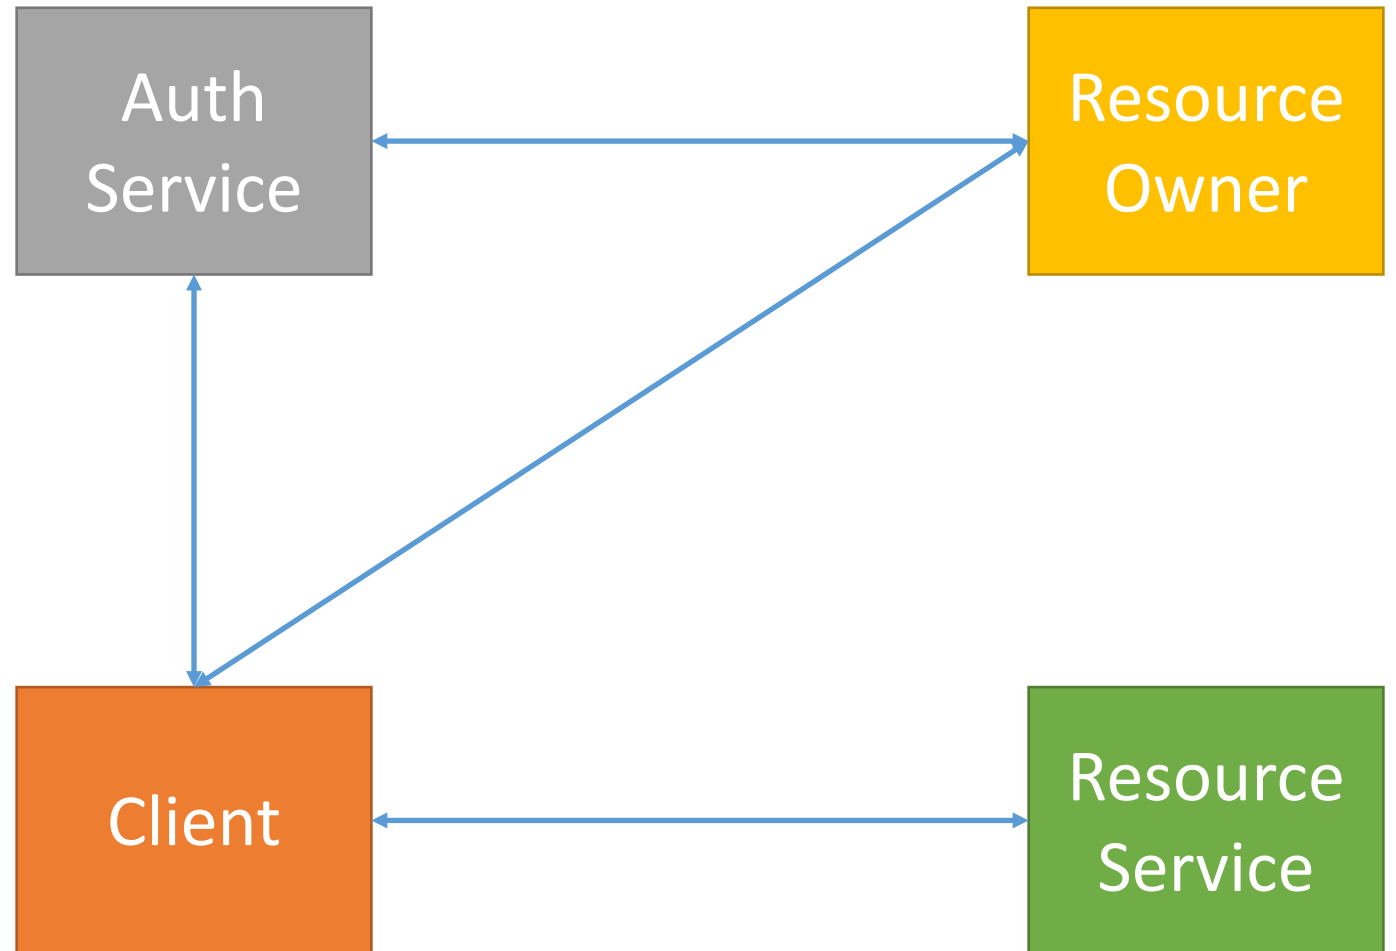 Auth
Service
Resource
Owner
Client
Resource
Service